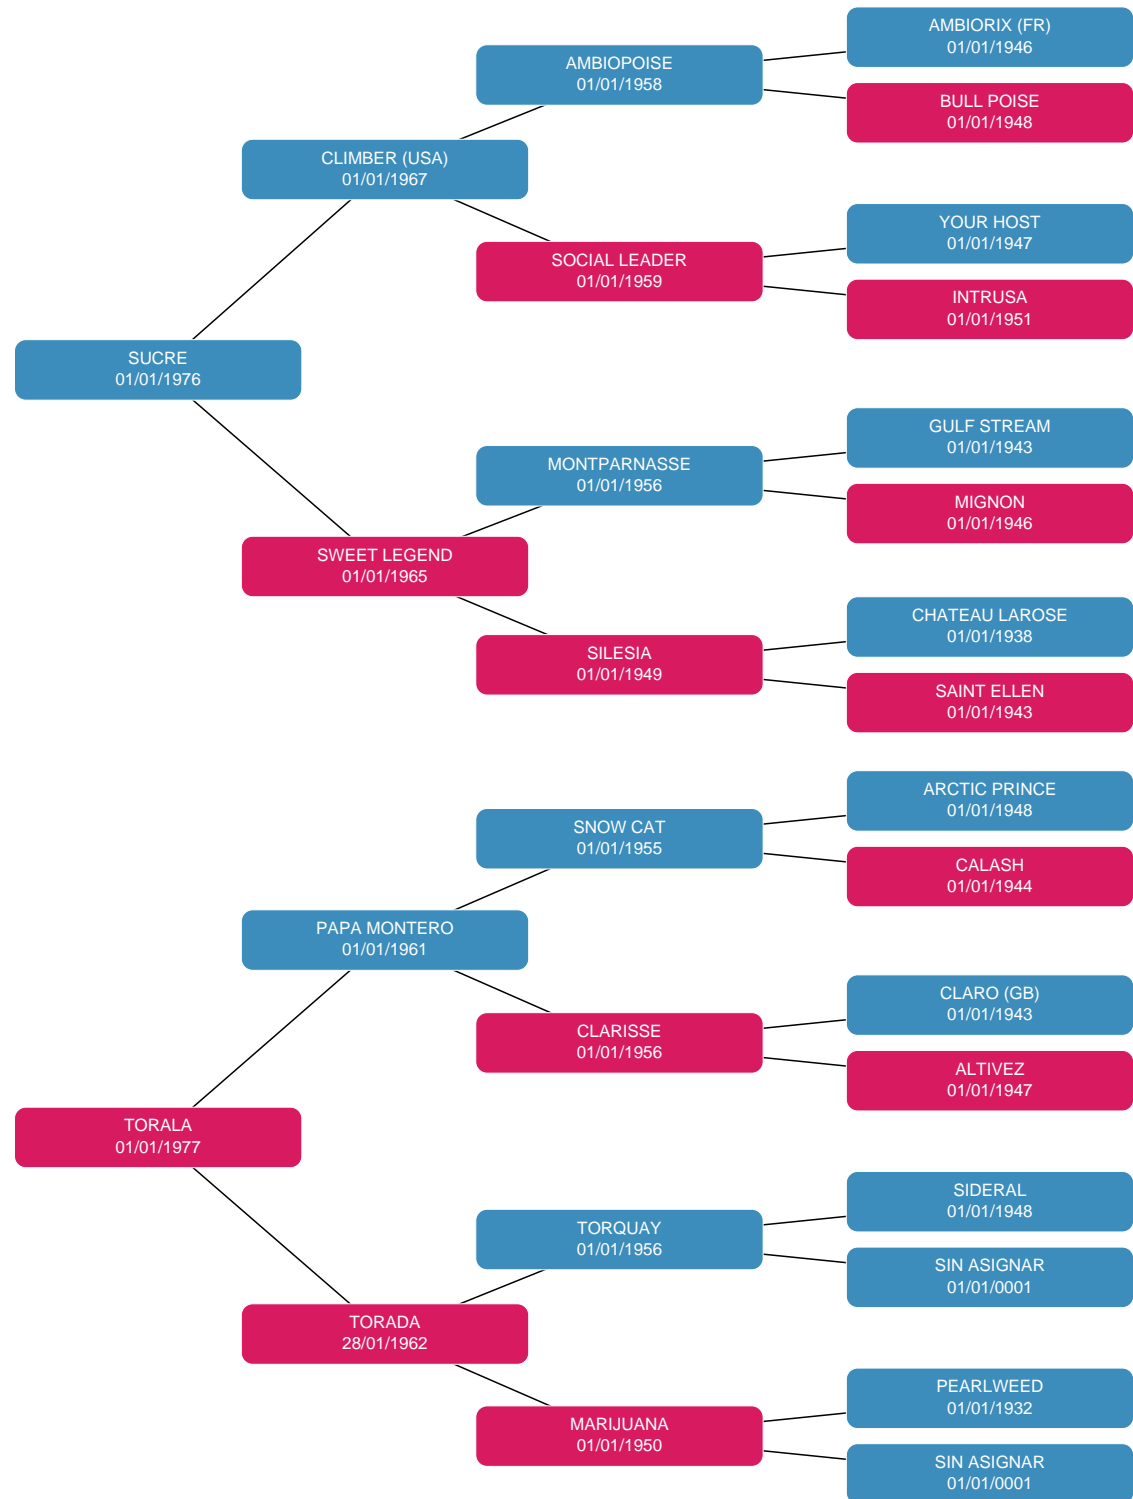 AMBIORIX (FR)
01/01/1946
AMBIOPOISE
01/01/1958
BULL POISE
01/01/1948
CLIMBER (USA)
01/01/1967
YOUR HOST
01/01/1947
SOCIAL LEADER
01/01/1959
INTRUSA
01/01/1951
SUCRE
01/01/1976
GULF STREAM
01/01/1943
MONTPARNASSE
01/01/1956
MIGNON
01/01/1946
SWEET LEGEND
01/01/1965
CHATEAU LAROSE
01/01/1938
SILESIA
01/01/1949
SAINT ELLEN
01/01/1943
ARCTIC PRINCE
01/01/1948
SNOW CAT
01/01/1955
CALASH
01/01/1944
PAPA MONTERO
01/01/1961
CLARO (GB)
01/01/1943
CLARISSE
01/01/1956
ALTIVEZ
01/01/1947
TORALA
01/01/1977
SIDERAL
01/01/1948
TORQUAY
01/01/1956
SIN ASIGNAR
01/01/0001
TORADA
28/01/1962
PEARLWEED
01/01/1932
MARIJUANA
01/01/1950
SIN ASIGNAR
01/01/0001